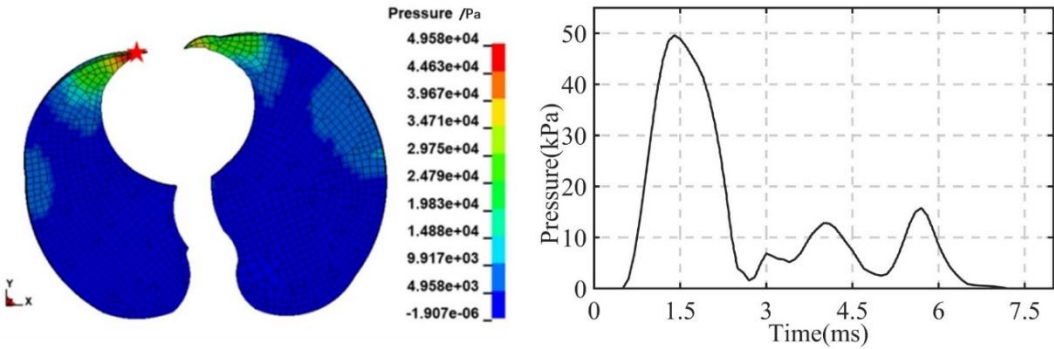 Pressure /Pa
4.958e+04
4.463e+04
3.967e+04
3.471e+04
2.975e+04
2.479e+04
1.983e+04
1.488e+04
9.917e+03
4.958e+03
-1.907e-06
Y
X
Pressure(kPa)
50
40
30
20
10
0
0 1.5 3 4.5 6 7.5
Time(ms)